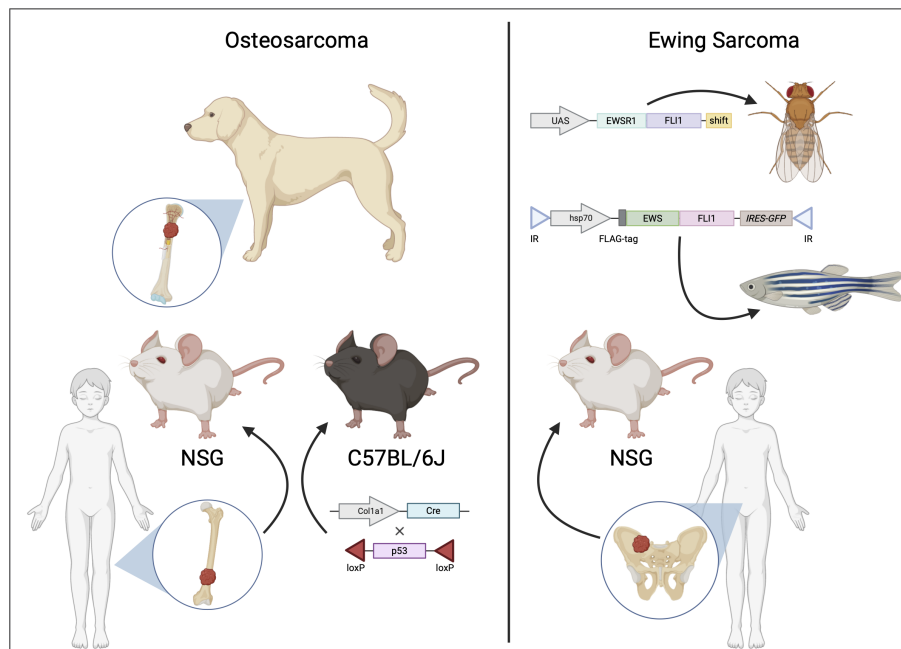 Osteosarcoma
NSG
C57BL/6J
Col1a1 Cre
×
p53
loxP loxP
Ewing Sarcoma
UAS EWSR1 FLI1 shift
hsp70 EWS FLI1 IRES-GFP
IR FLAG-tag IR
NSG